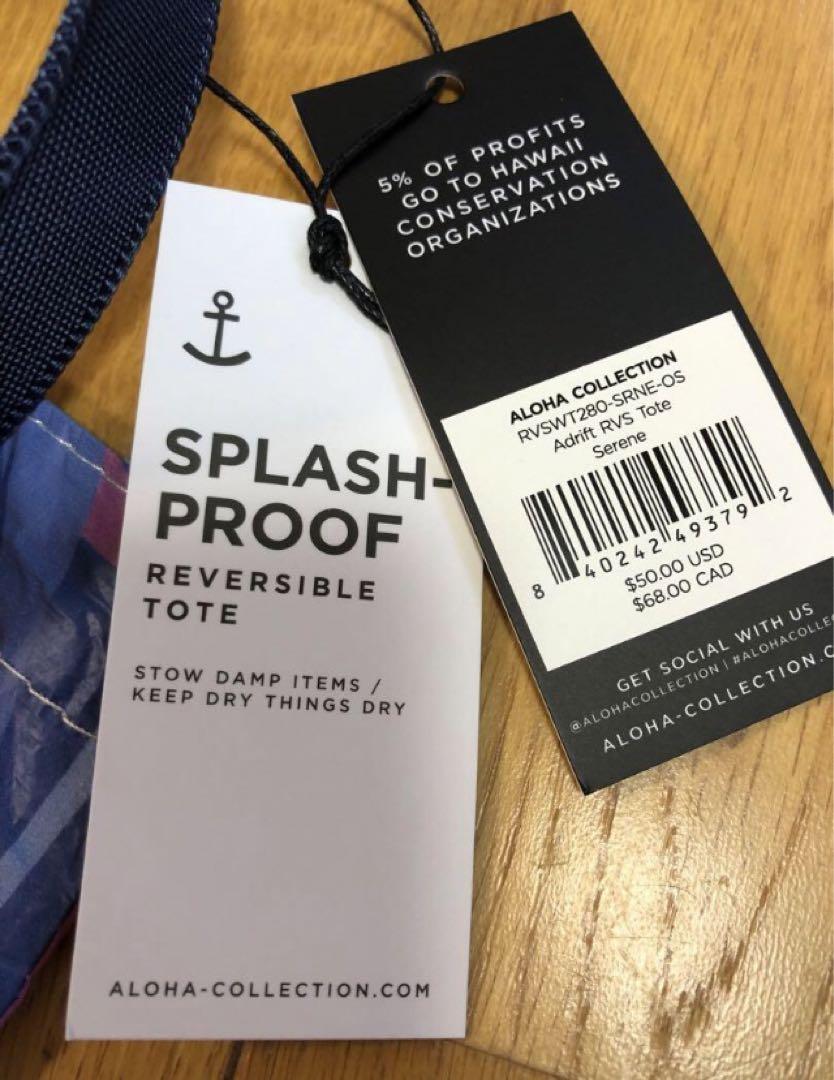 SPLASH-
PROOF
REVERSIBLE
TOTE
STOW DAMP ITEMS /
KEEP DRY THINGS DRY
ALOHA-COLLECTION.COM
5% OF PROFITS
GO TO HAWAII
CONSERVATION
ORGANIZATIONS
ALOHA COLLECTION
RVSWT280-SRNE-OS
Adrift RVS Tote
Serene
8 40242 49379 2
$50.00 USD
$68.00 CAD
GET SOCIAL WITH US
@ALOHACOLLECTION | #ALOHACOLLE
ALOHA-COLLECTION.C